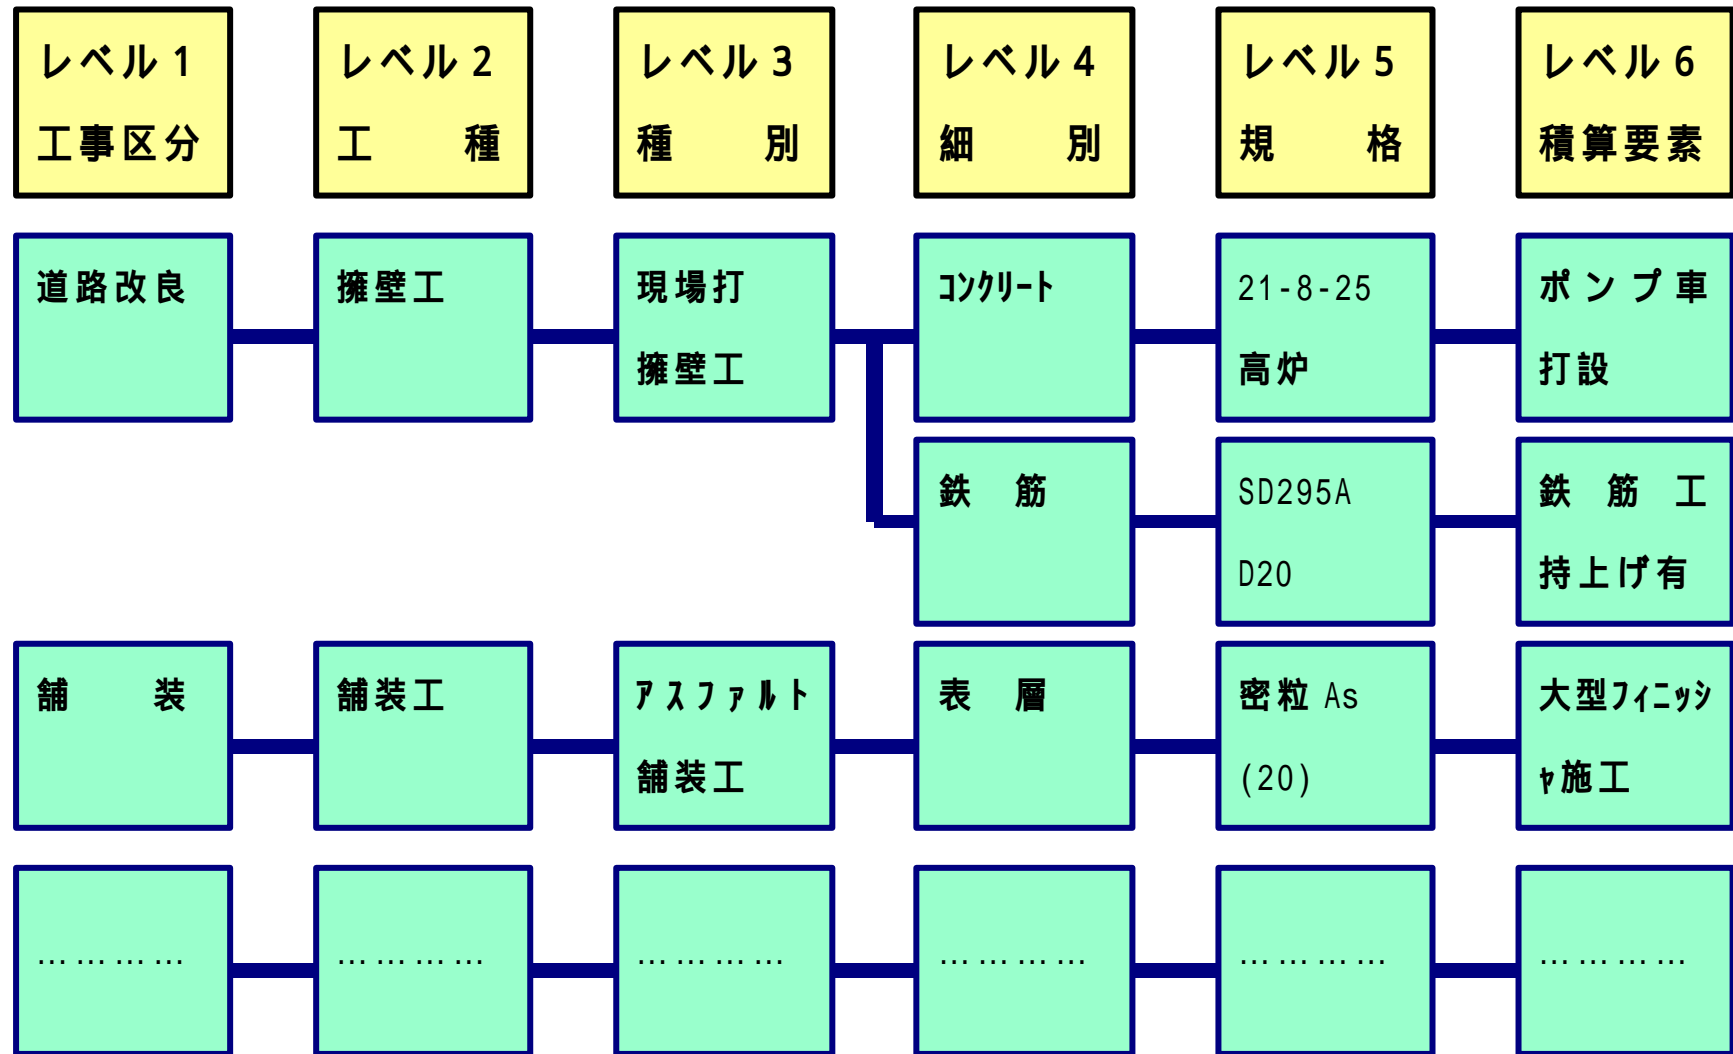 レベル1
工事区分
レベル2
工種
レベル3
種別
レベル4
細別
レベル5
規格
レベル6
積算要素
道路改良
擁壁工
現場打
擁壁工
ｺﾝｸﾘｰﾄ
21-8-25
高炉
ポンプ車
打設
鉄筋
SD295A
D20
鉄筋工
持上げ有
舗装
舗装工
ｱｽﾌｧﾙﾄ
舗装工
表層
密粒 As
(20)
大型ﾌｨﾆｯｼ
ｬ施工
…………
…………
…………
…………
…………
…………